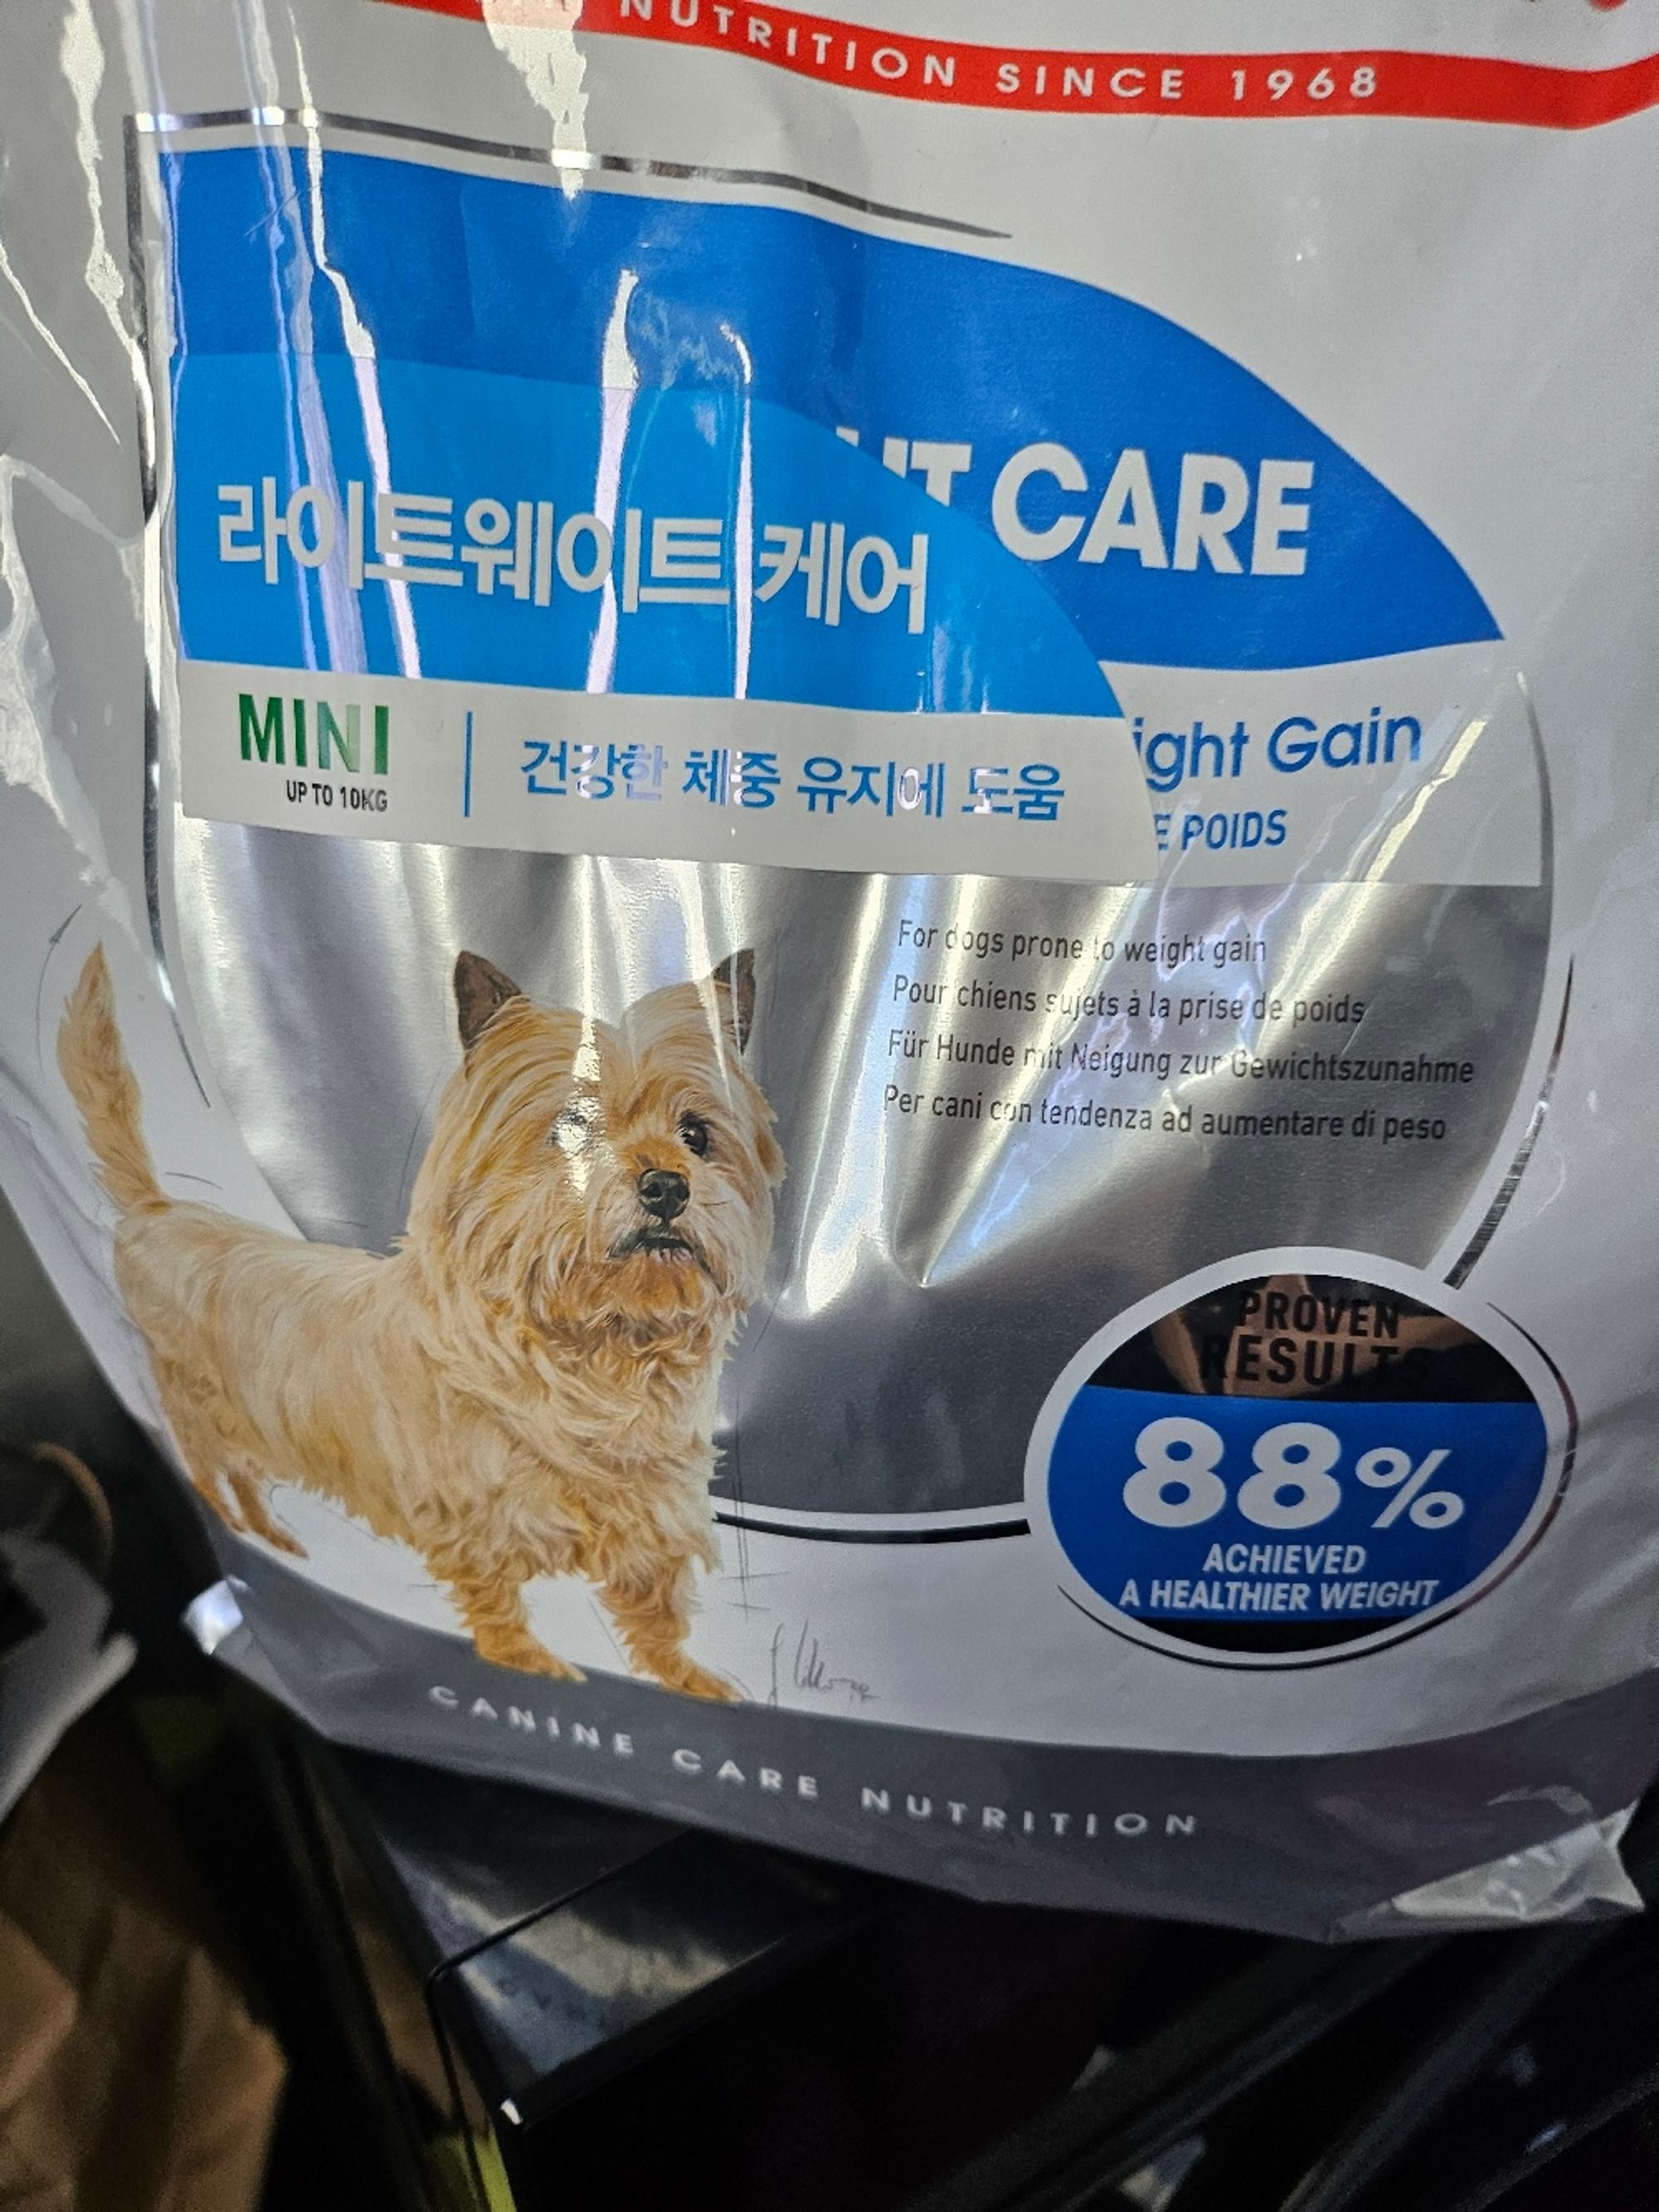 NUTRITION SINCE 1968
CARE
라이트웨이트 케어
MINI
UP TO 10KG
건강한 체중 유지에 도움
Gain
POIDS
For dogs prone to weight gain
Pour chiens sujets à la prise de poids
Für Hunde mit Neigung zur Gewichtszunahme
Per cani con tendenza ad aumentare di peso
PROVEN
RESULTS
88%
ACHIEVED
A HEALTHIER WEIGHT
CANINE CARE NUTRITION